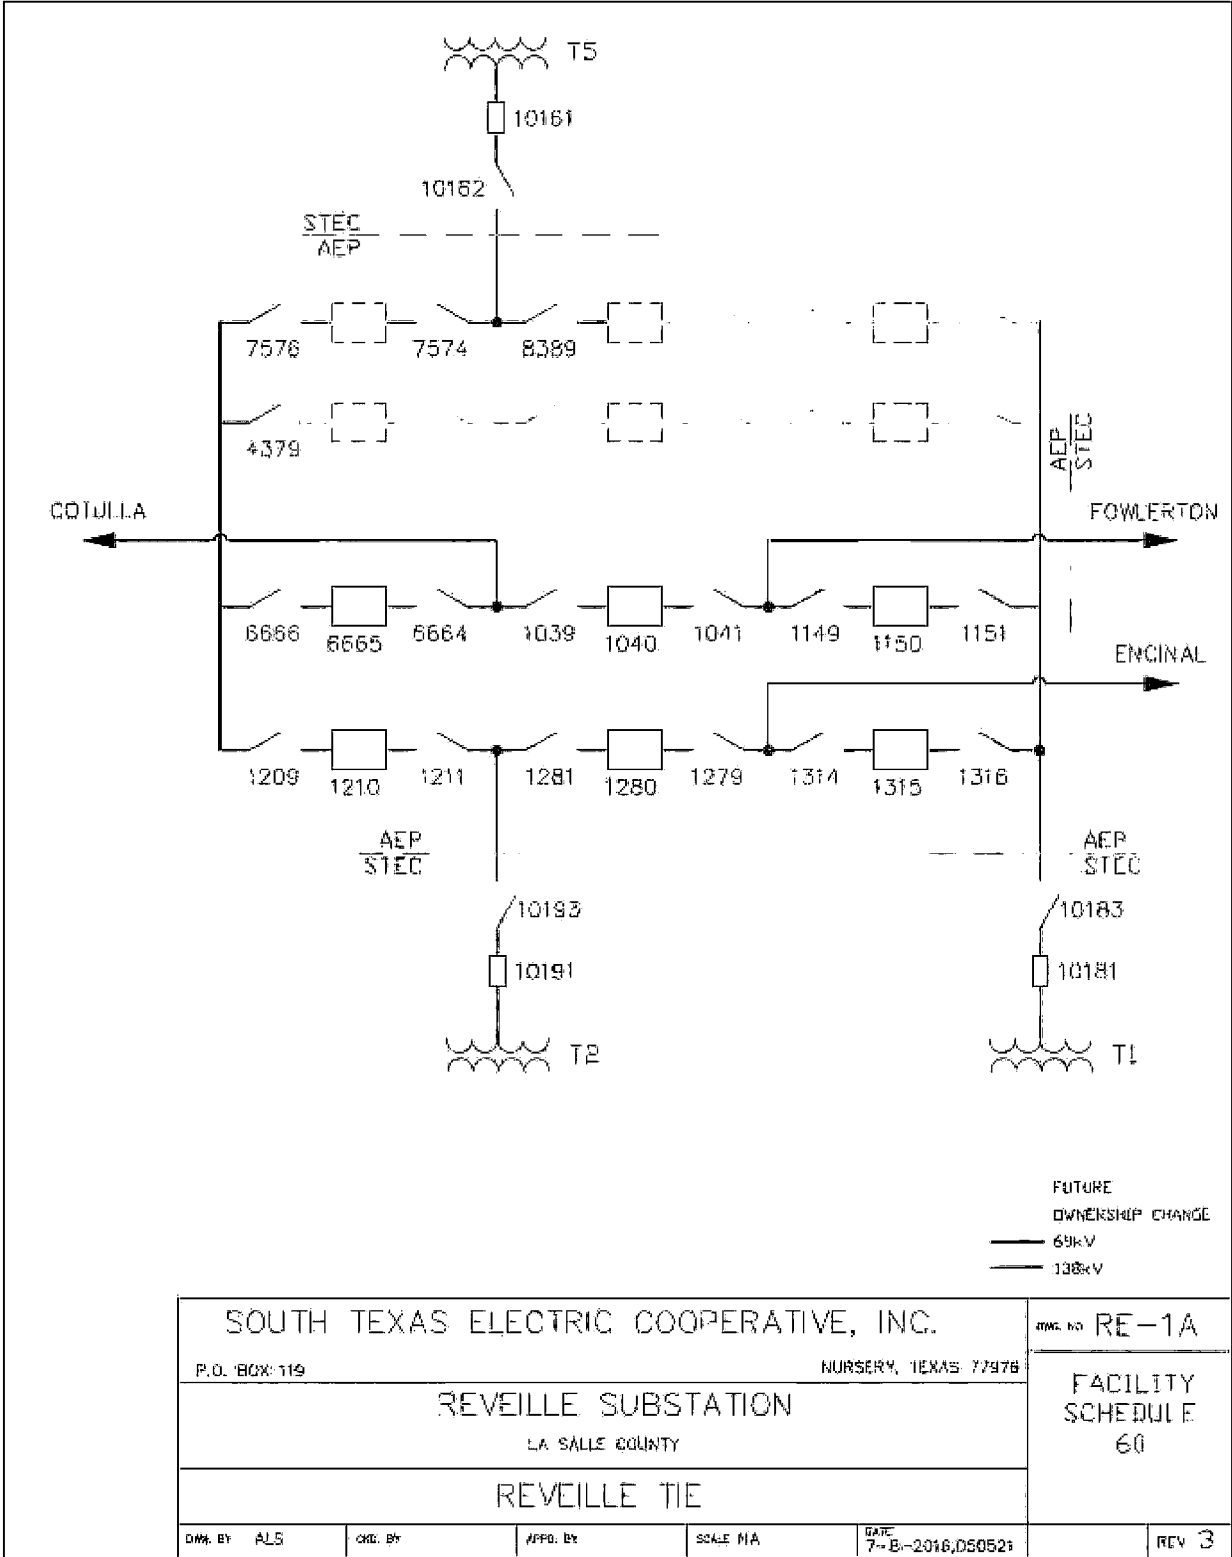 T5
10161
10162
STEC
AEP
7576 7574 8389
4379
AEP
STEC
COTULLA
FOWLERTON
6666 6665 6664 1039 1040 1041 1149 1150 1151
ENCINAL
1209 1210 1211 1281 1280 1279 1314 1315 1316
AEP
STEC
AEP
STEC
10193
10183
10191
10181
T2
T1
FUTURE
OWNERSHIP CHANGE
69kV
138kV
SOUTH TEXAS ELECTRIC COOPERATIVE, INC.
DWG. NO. RE-1A
P.O. BOX 119
NURSERY, TEXAS 77976
REVEILLE SUBSTATION
LA SALLE COUNTY
FACILITY
SCHEDULE
60
REVEILLE TIE
DWN. BY ALS
CKD. BY
APPD. BY
SCALE NA
DATE
REV 3